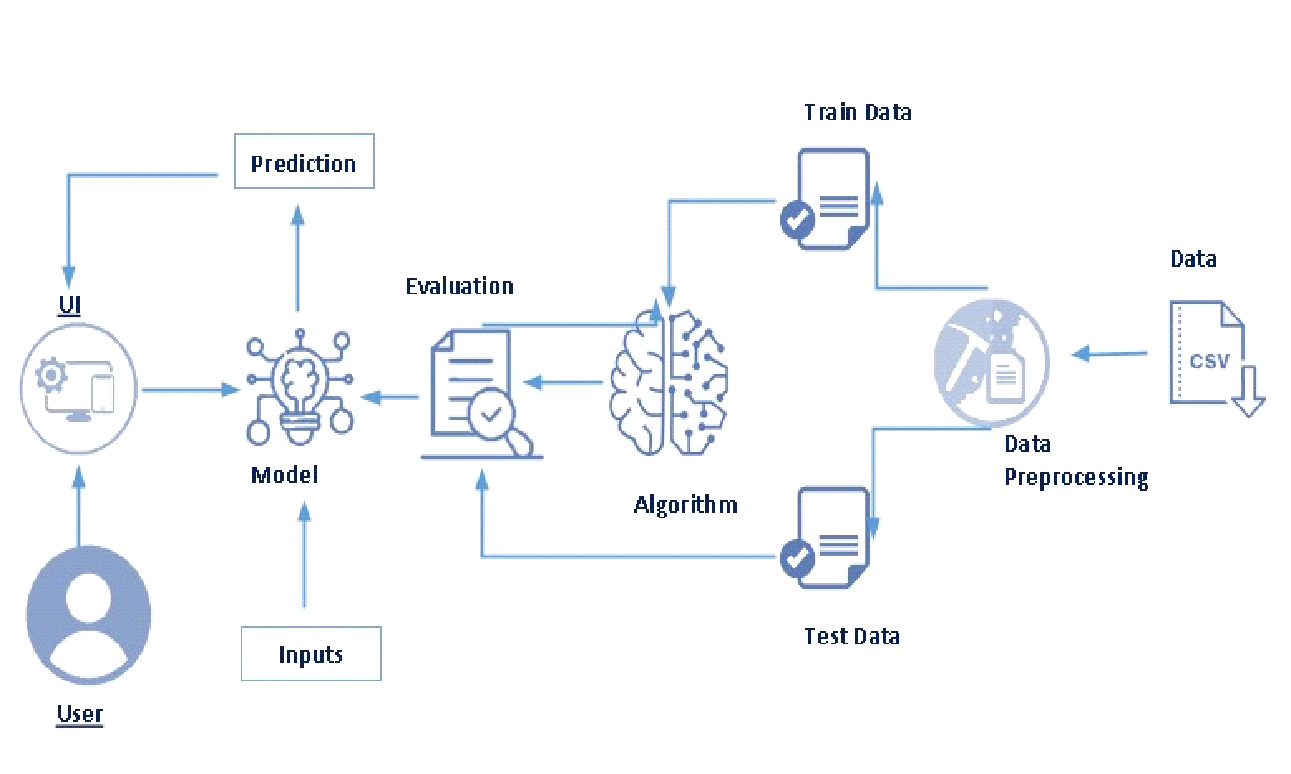 Train Data
Prediction
Data
Evaluation
UI
CSV
Data
Preprocessing
Model
Algorithm
Test Data
Inputs
User